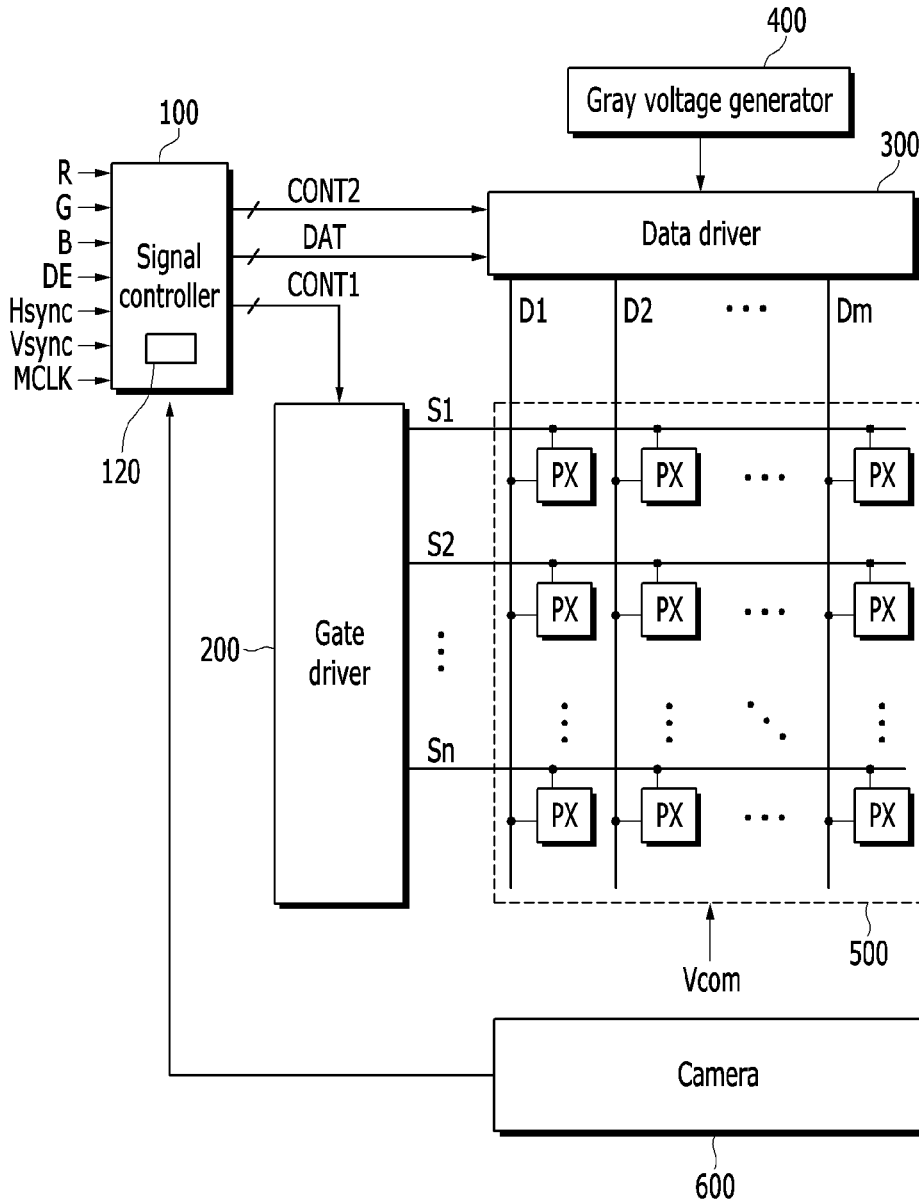 400
Gray voltage generator
100
300
R
G
B
DE
Hsync
Vsync
MCLK
Signal
controller
CONT2
DAT
CONT1
Data driver
D1
D2
Dm
120
S1
PX
PX
PX
S2
PX
PX
PX
200
Gate
driver
Sn
PX
PX
PX
500
Vcom
Camera
600